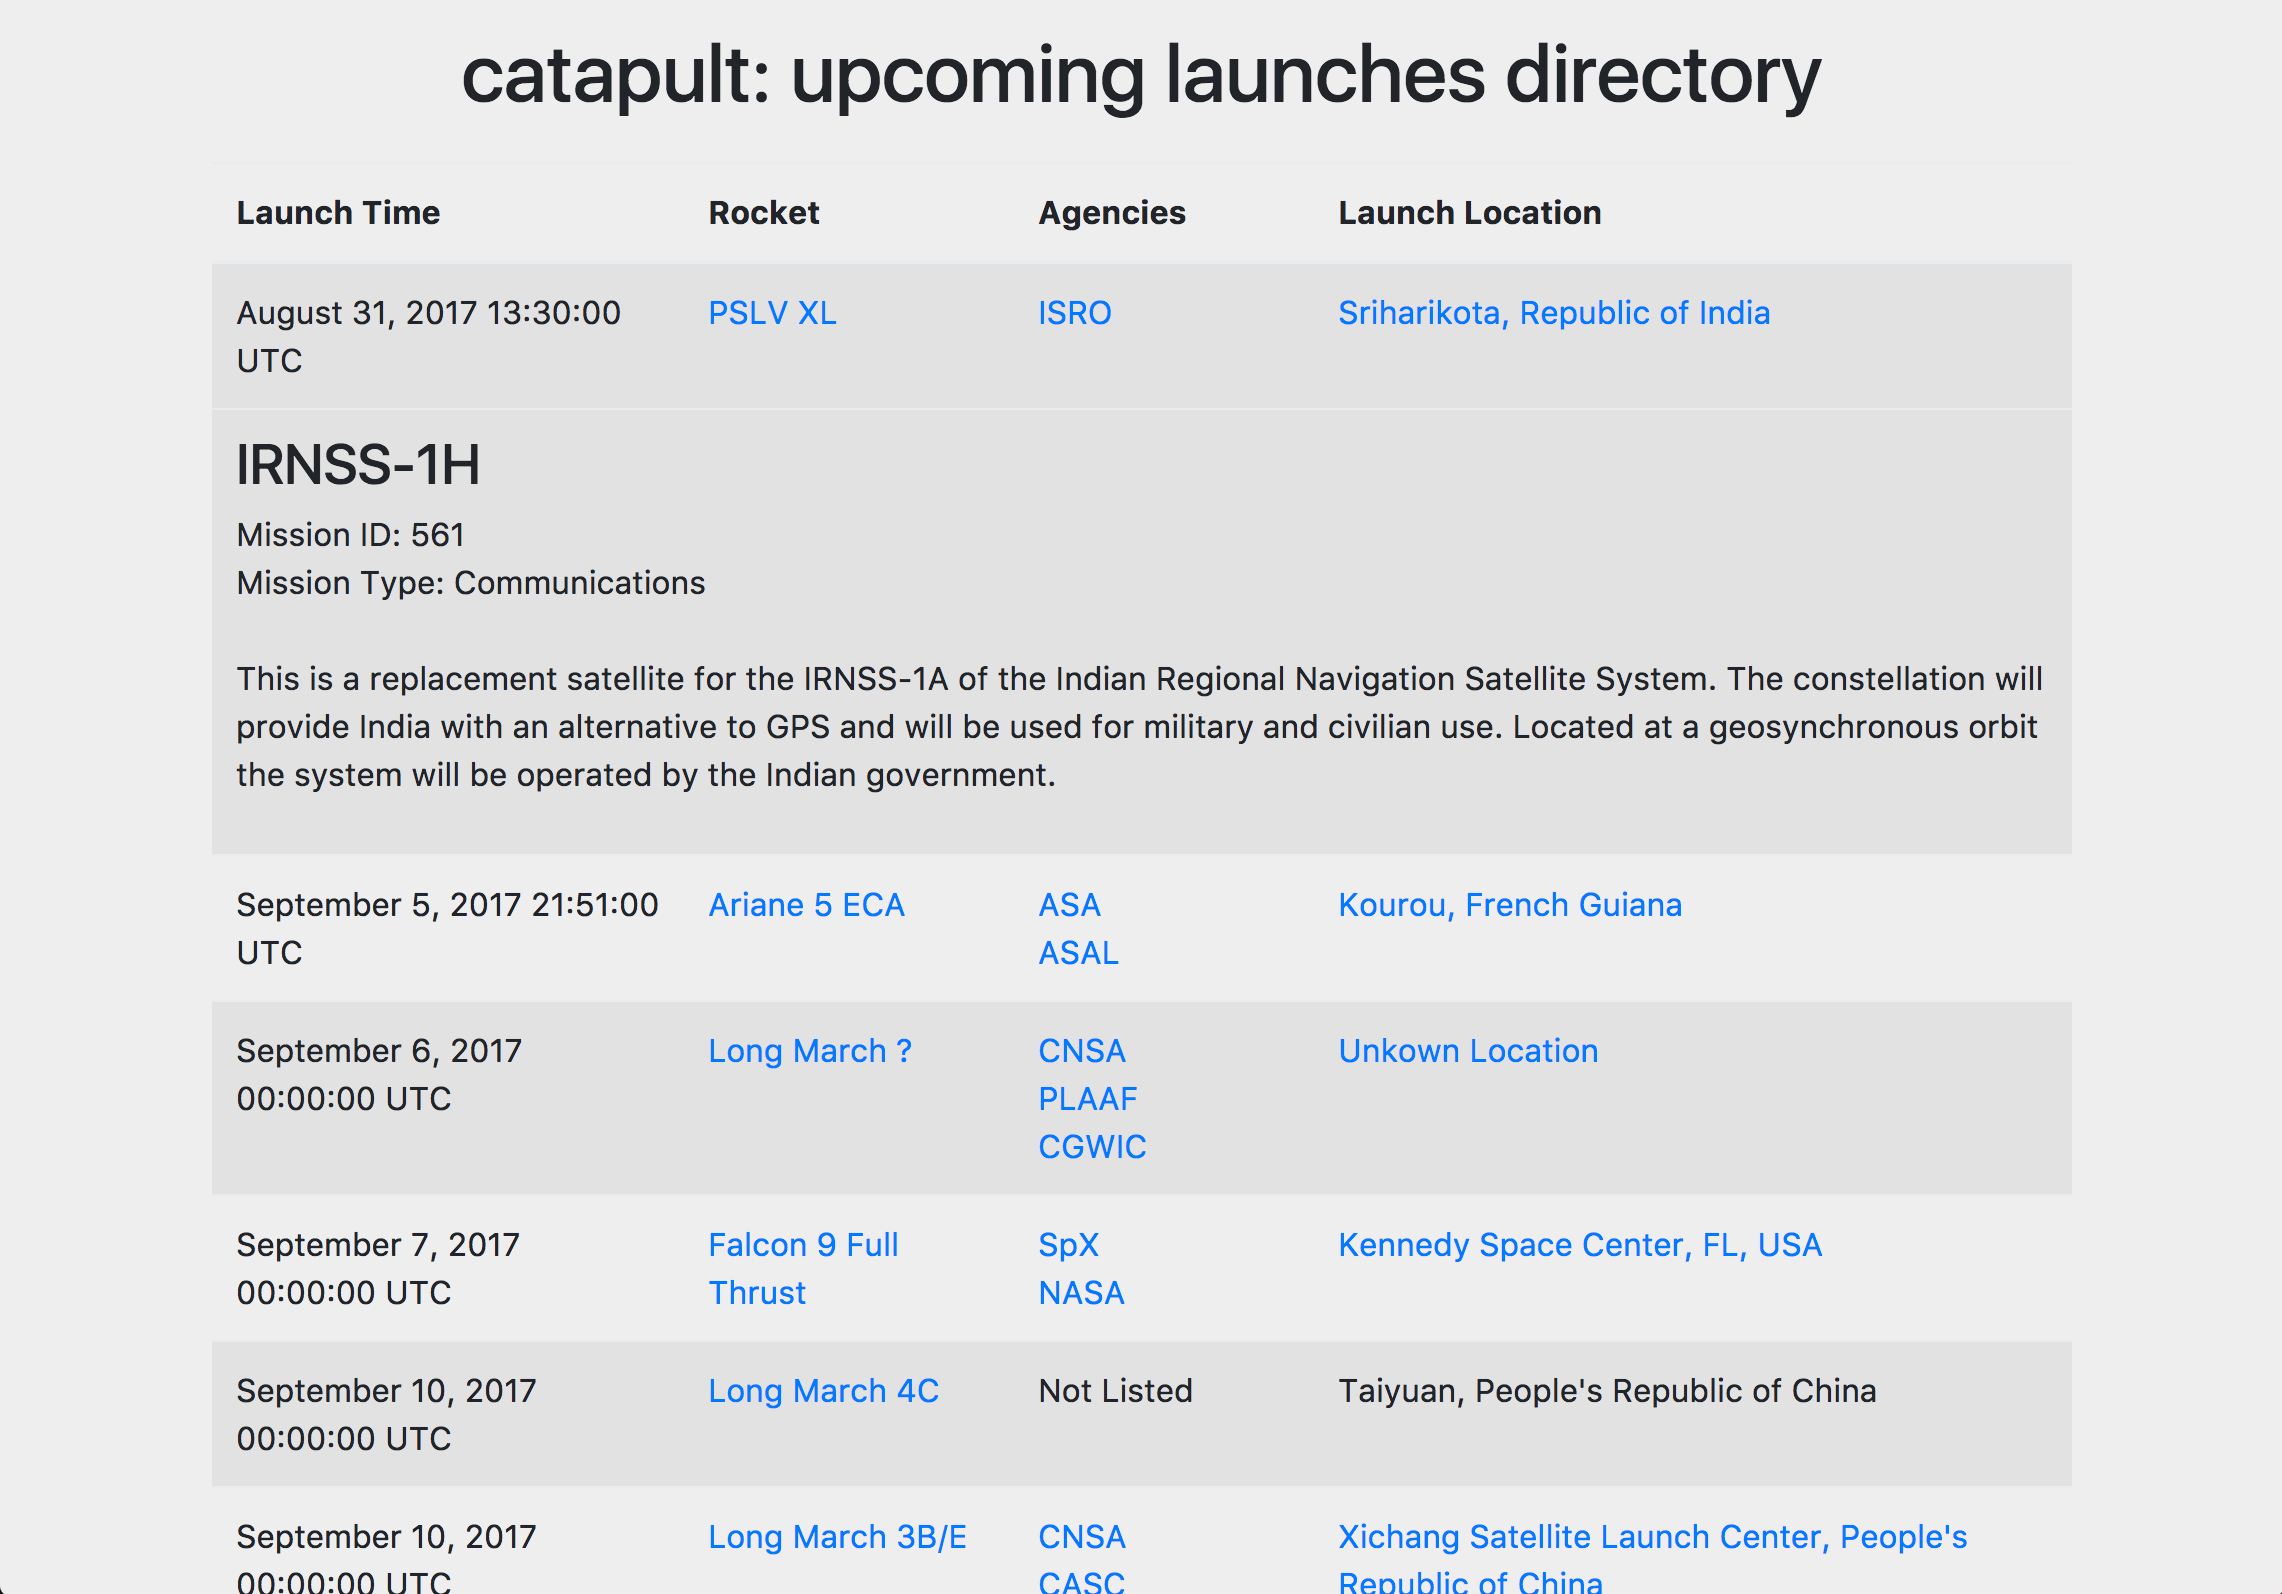 catapult: upcoming launches directory
Launch Time Rocket Agencies Launch Location
August 31, 2017 13:30:00 PSLV XL ISRO Sriharikota, Republic of India
UTC
IRNSS-1H
Mission ID: 561
Mission Type: Communications
This is a replacement satellite for the IRNSS-1A of the Indian Regional Navigation Satellite System. The constellation will
provide India with an alternative to GPS and will be used for military and civilian use. Located at a geosynchronous orbit
the system will be operated by the Indian government.
September 5, 2017 21:51:00 Ariane 5 ECA ASA Kourou, French Guiana
UTC ASAL
September 6, 2017 Long March ? CNSA Unkown Location
00:00:00 UTC PLAAF
CGWIC
September 7, 2017 Falcon 9 Full SpX Kennedy Space Center, FL, USA
00:00:00 UTC Thrust NASA
September 10, 2017 Long March 4C Not Listed Taiyuan, People's Republic of China
00:00:00 UTC
September 10, 2017 Long March 3B/E CNSA Xichang Satellite Launch Center, People's
00:00:00 UTC CASC Republic of China